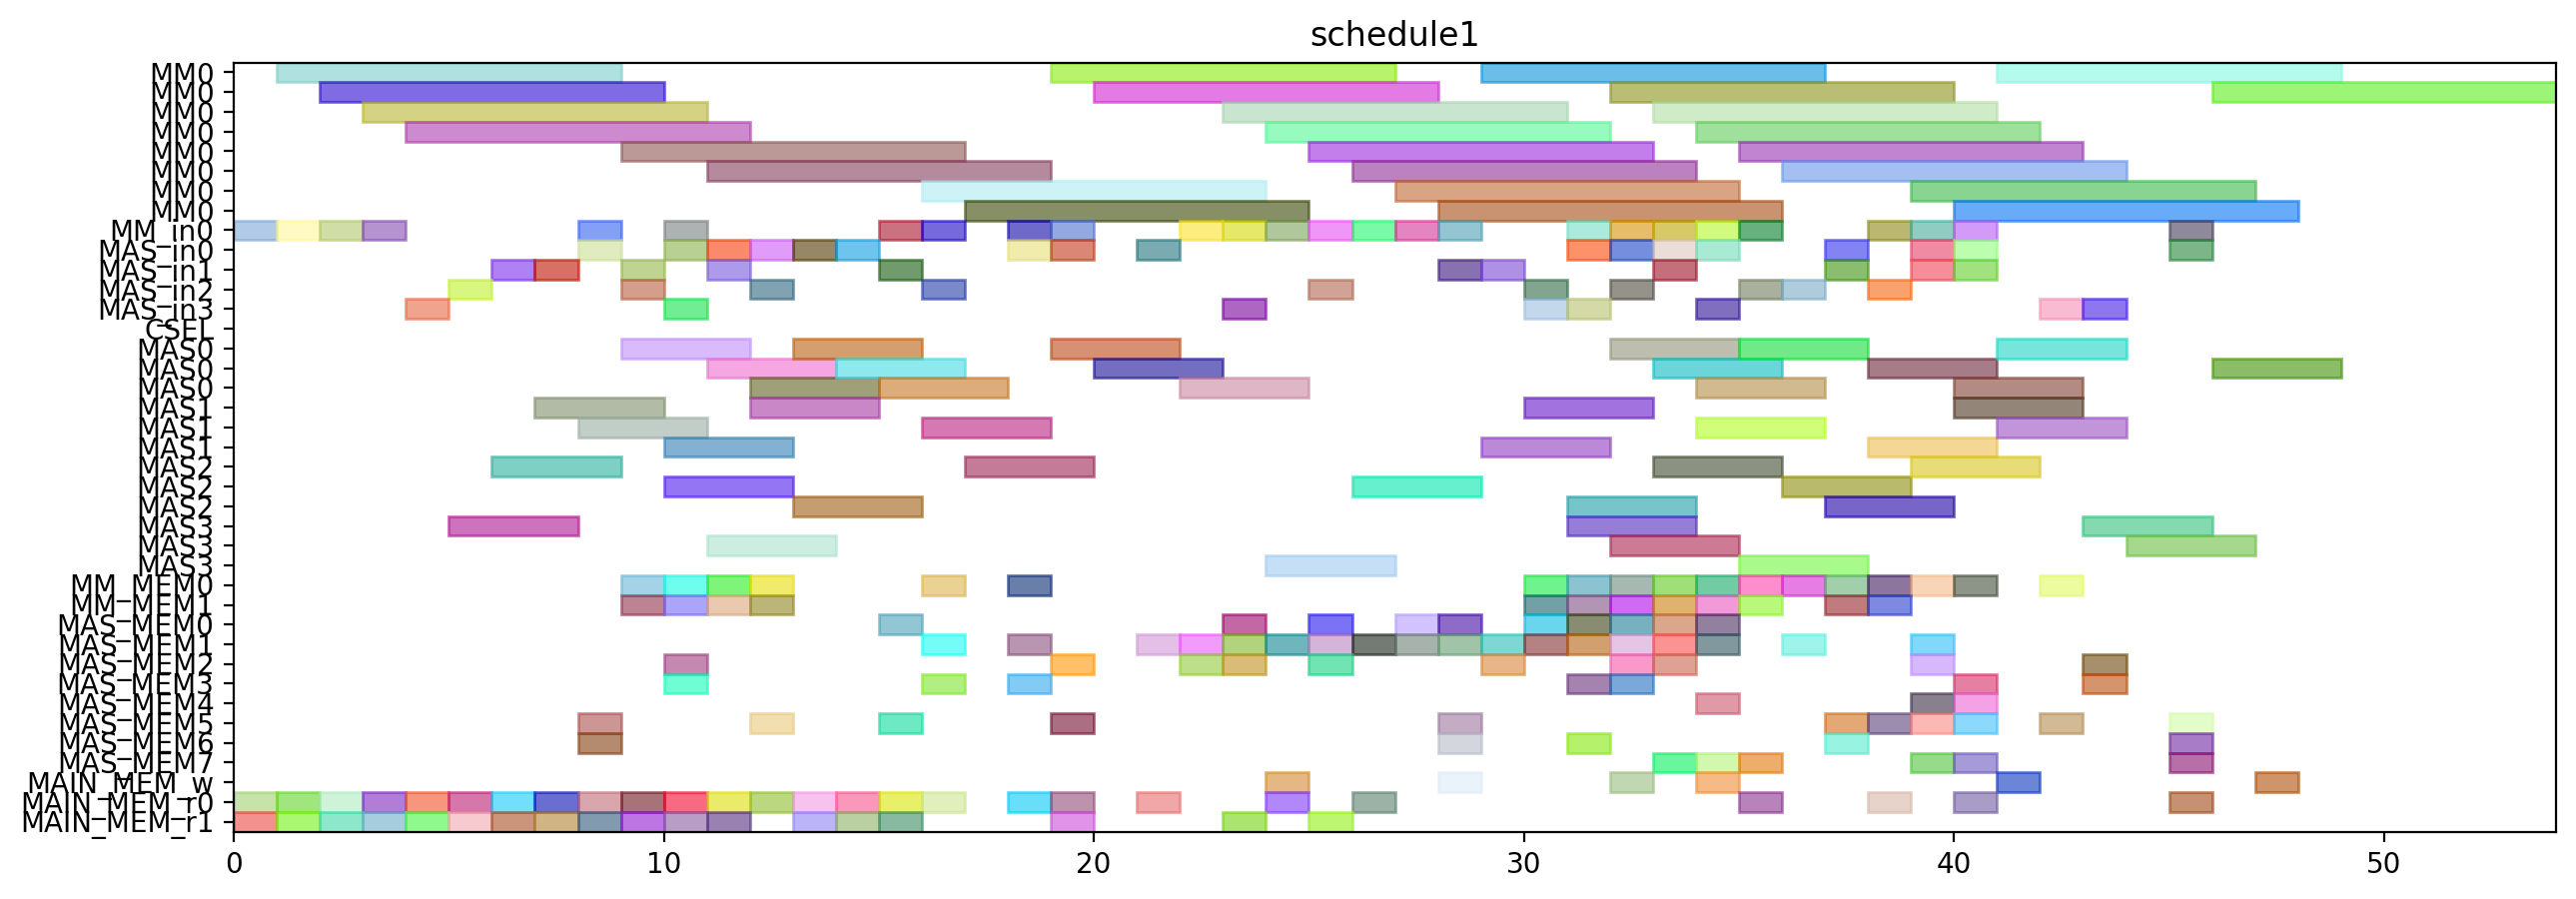 schedule1
MM0
MM0
MM0
MM0
MM0
MM0
MM0
MM0
MM_in0
MAS_in0
MAS_in1
MAS_in2
MAS_in3
CSEL
MAS0
MAS0
MAS0
MAS1
MAS1
MAS1
MAS2
MAS2
MAS2
MAS3
MAS3
MAS3
MM_MEM0
MM_MEM1
MAS_MEM0
MAS_MEM1
MAS_MEM2
MAS_MEM3
MAS_MEM4
MAS_MEM5
MAS_MEM6
MAS_MEM7
MAIN_MEM_w
MAIN_MEM_r0
MAIN_MEM_r1
0 10 20 30 40 50